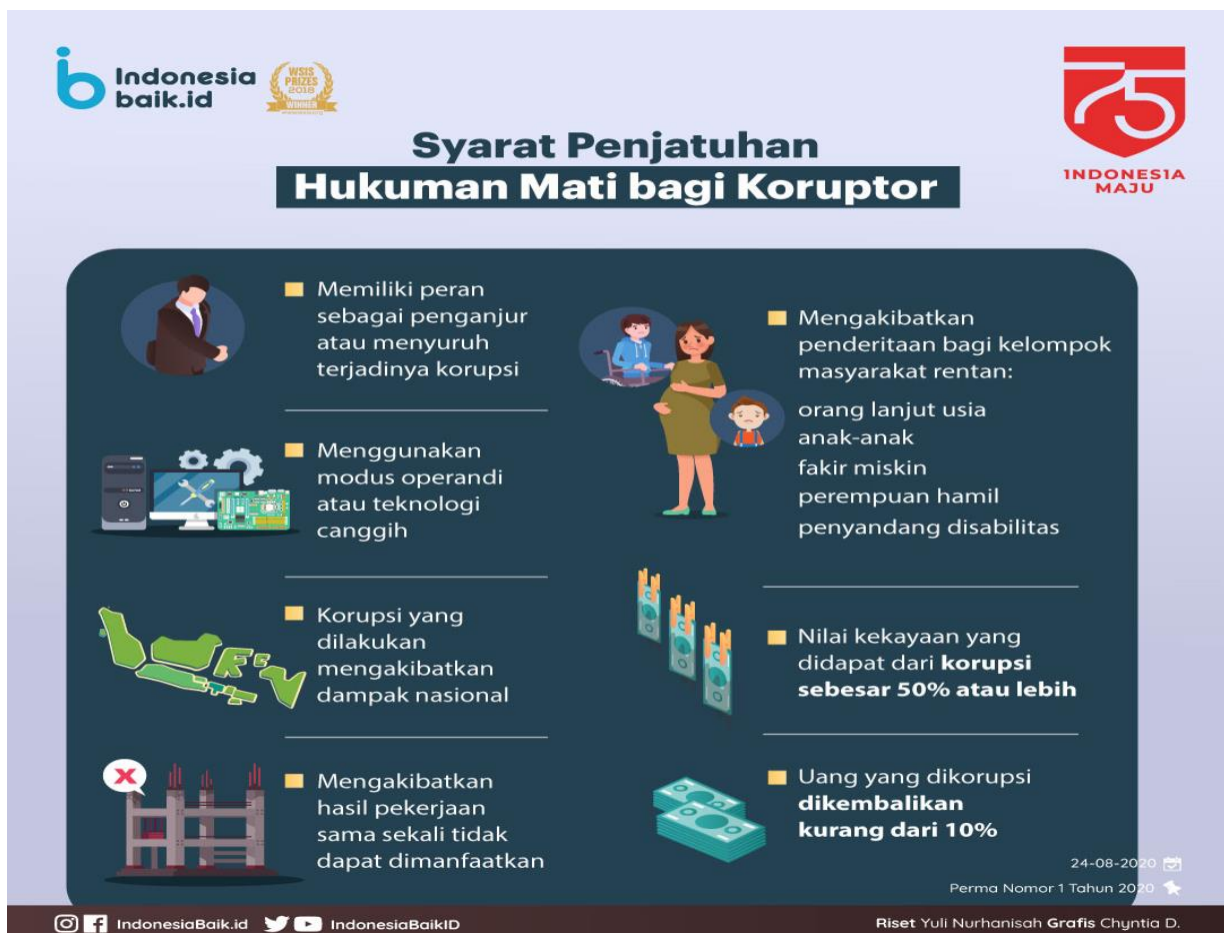 Indonesia
baik.id
WSIS
PRIZES
2018
WINNER
75
INDONESIA
MAJU
Syarat Penjatuhan
Hukuman Mati bagi Koruptor
Memiliki peran
sebagai penganjur
atau menyuruh
terjadinya korupsi
Menggunakan
modus operandi
atau teknologi
canggih
Korupsi yang
dilakukan
mengakibatkan
dampak nasional
Mengakibatkan
hasil pekerjaan
sama sekali tidak
dapat dimanfaatkan
Mengakibatkan
penderitaan bagi kelompok
masyarakat rentan:
orang lanjut usia
anak-anak
fakir miskin
perempuan hamil
penyandang disabilitas
Nilai kekayaan yang
didapat dari korupsi
sebesar 50% atau lebih
Uang yang dikorupsi
dikembalikan
kurang dari 10%
24-08-2020
Perma Nomor 1 Tahun 2020
IndonesiaBaik.id IndonesiaBaikID
Riset Yuli Nurhanisah Grafis Chyntia D.